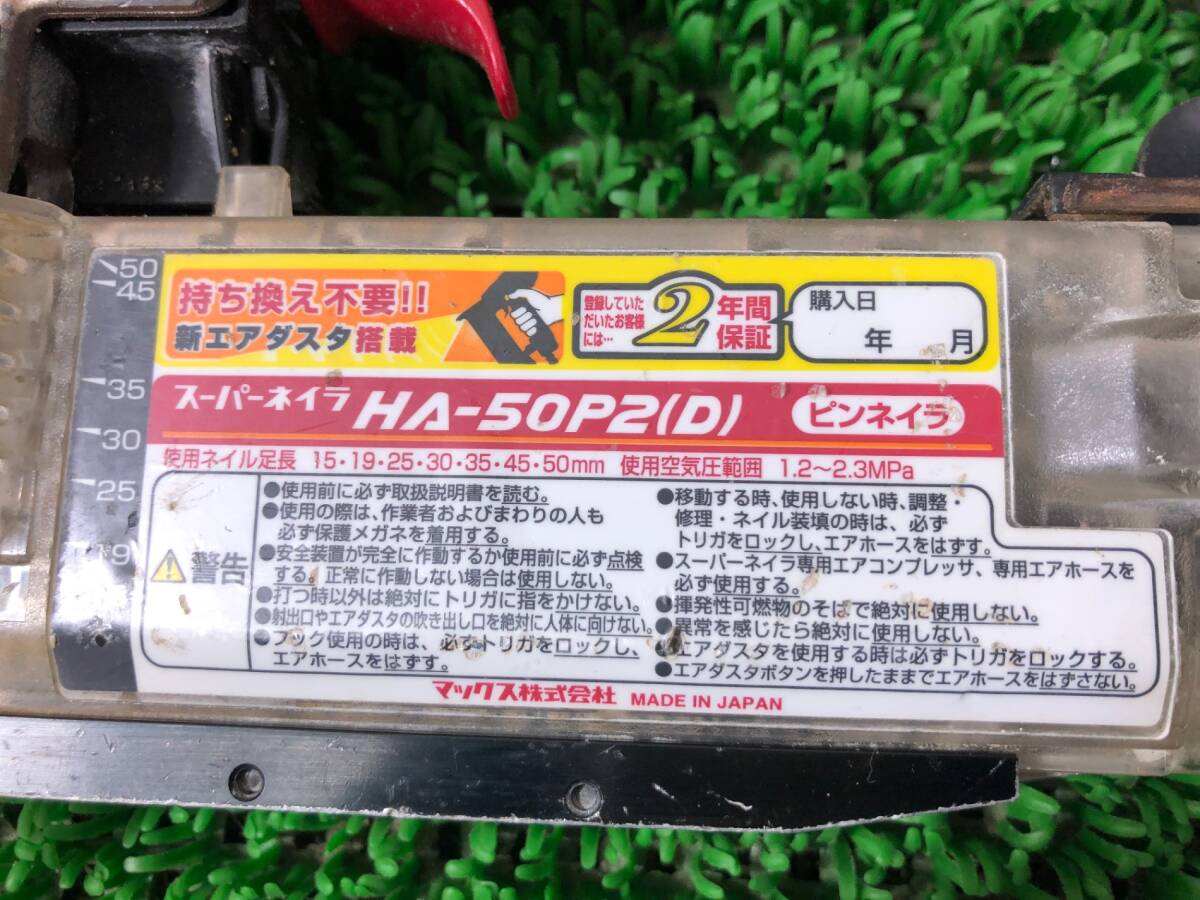 50
45
35
30
25
持ち換え不要!!
新エアダスタ搭載
登録していた
だいたお客様
には…
2年間
保証
購入日
年 月
スーパーネイラ HA-50P2(D) ピンネイラ
使用ネイル足長 15・19・25・30・35・45・50mm 使用空気圧範囲 1.2～2.3MPa
警告
●使用前に必ず取扱説明書を読む。
●使用の際は、作業者およびまわりの人も
必ず保護メガネを着用する。
●安全装置が完全に作動するか使用前に必ず点検
する。正常に作動しない場合は使用しない。
●打つ時以外は絶対にトリガに指をかけない。
●射出口やエアダスタの吹き出し口を絶対に人体に向けない。
●フック使用の時は、必ずトリガをロックし、
エアホースをはずす。
●移動する時、使用しない時、調整・
修理・ネイル装填の時は、必ず
トリガをロックし、エアホースをはずす。
●スーパーネイラ専用エアコンプレッサ、専用エアホースを
必ず使用する。
●揮発性可燃物のそばで絶対に使用しない。
●異常を感じたら絶対に使用しない。
●エアダスタを使用する時は必ずトリガをロックする。
●エアダスタボタンを押したままでエアホースをはずさない。
マックス株式会社 MADE IN JAPAN